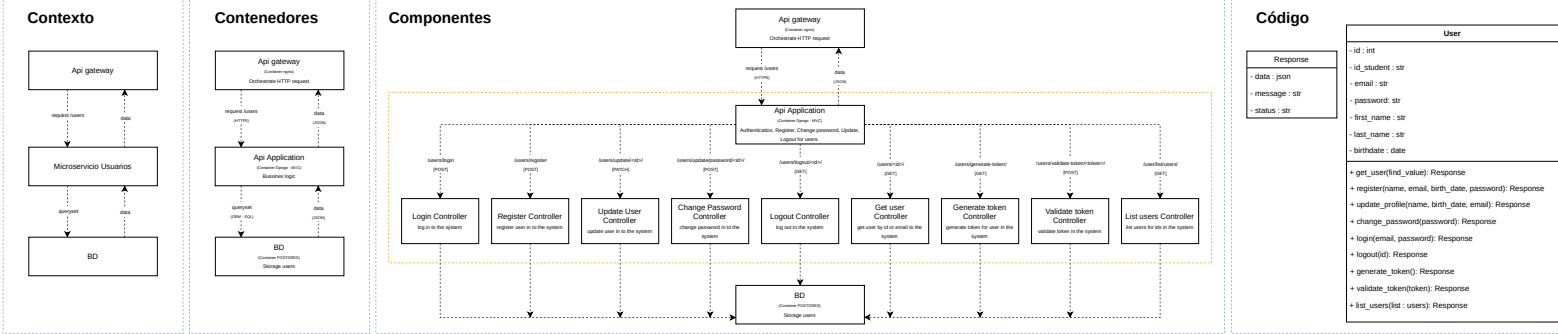 Contexto
Api gateway
request /users
data
Microservicio Usuarios
queryset
data
BD
Contenedores
Api gateway
(Container nginx)
Orchestrate HTTP request
request /users
(HTTPS)
data
(JSON)
Api Application
(Container Django - MVC)
Bussines logic
queryset
(ORM - SQL)
data
(JSON)
BD
(Container POSTGRES)
Storage users
Componentes
Api gateway
(Container nginx)
Orchestrate HTTP request
request /users
(HTTPS)
data
(JSON)
Api Application
(Container Django - MVC)
Authentication, Register, Change password, Update,
Logout for users
/users/login
[POST]
/users/register
[POST]
/users/update/<id>/
[PATCH]
/users/update/password/<id>/
[POST]
/users/logout/<id>/
[GET]
/users/<id>/
[GET]
/users/generate-token/
[GET]
/users/validate-token/<token>/
[POST]
/user/list/users/
[GET]
Login Controller
log in to the system
Register Controller
register user in to the system
Update User
Controller
update user in to the system
Change Password
Controller
change password in to the
system
Logout Controller
log out to the system
Get user
Controller
get user by id or email to the
system
Generate token
Controller
generate token for user in the
system
Validate token
Controller
validate token in the system
List users Controller
list users for ids in the system
BD
(Container POSTGRES)
Storage users
Código
Response
- data : json
- message : str
- status : str
User
- id : int
- id_student : str
- email : str
- password: str
- first_name : str
- last_name : str
- birthdate : date
+ get_user(find_value): Response
+ register(name, email, birth_date, password): Response
+ update_profile(name, birth_date, email): Response
+ change_password(password): Response
+ login(email, password): Response
+ logout(id): Response
+ generate_token(): Response
+ validate_token(token): Response
+ list_users(list : users): Response